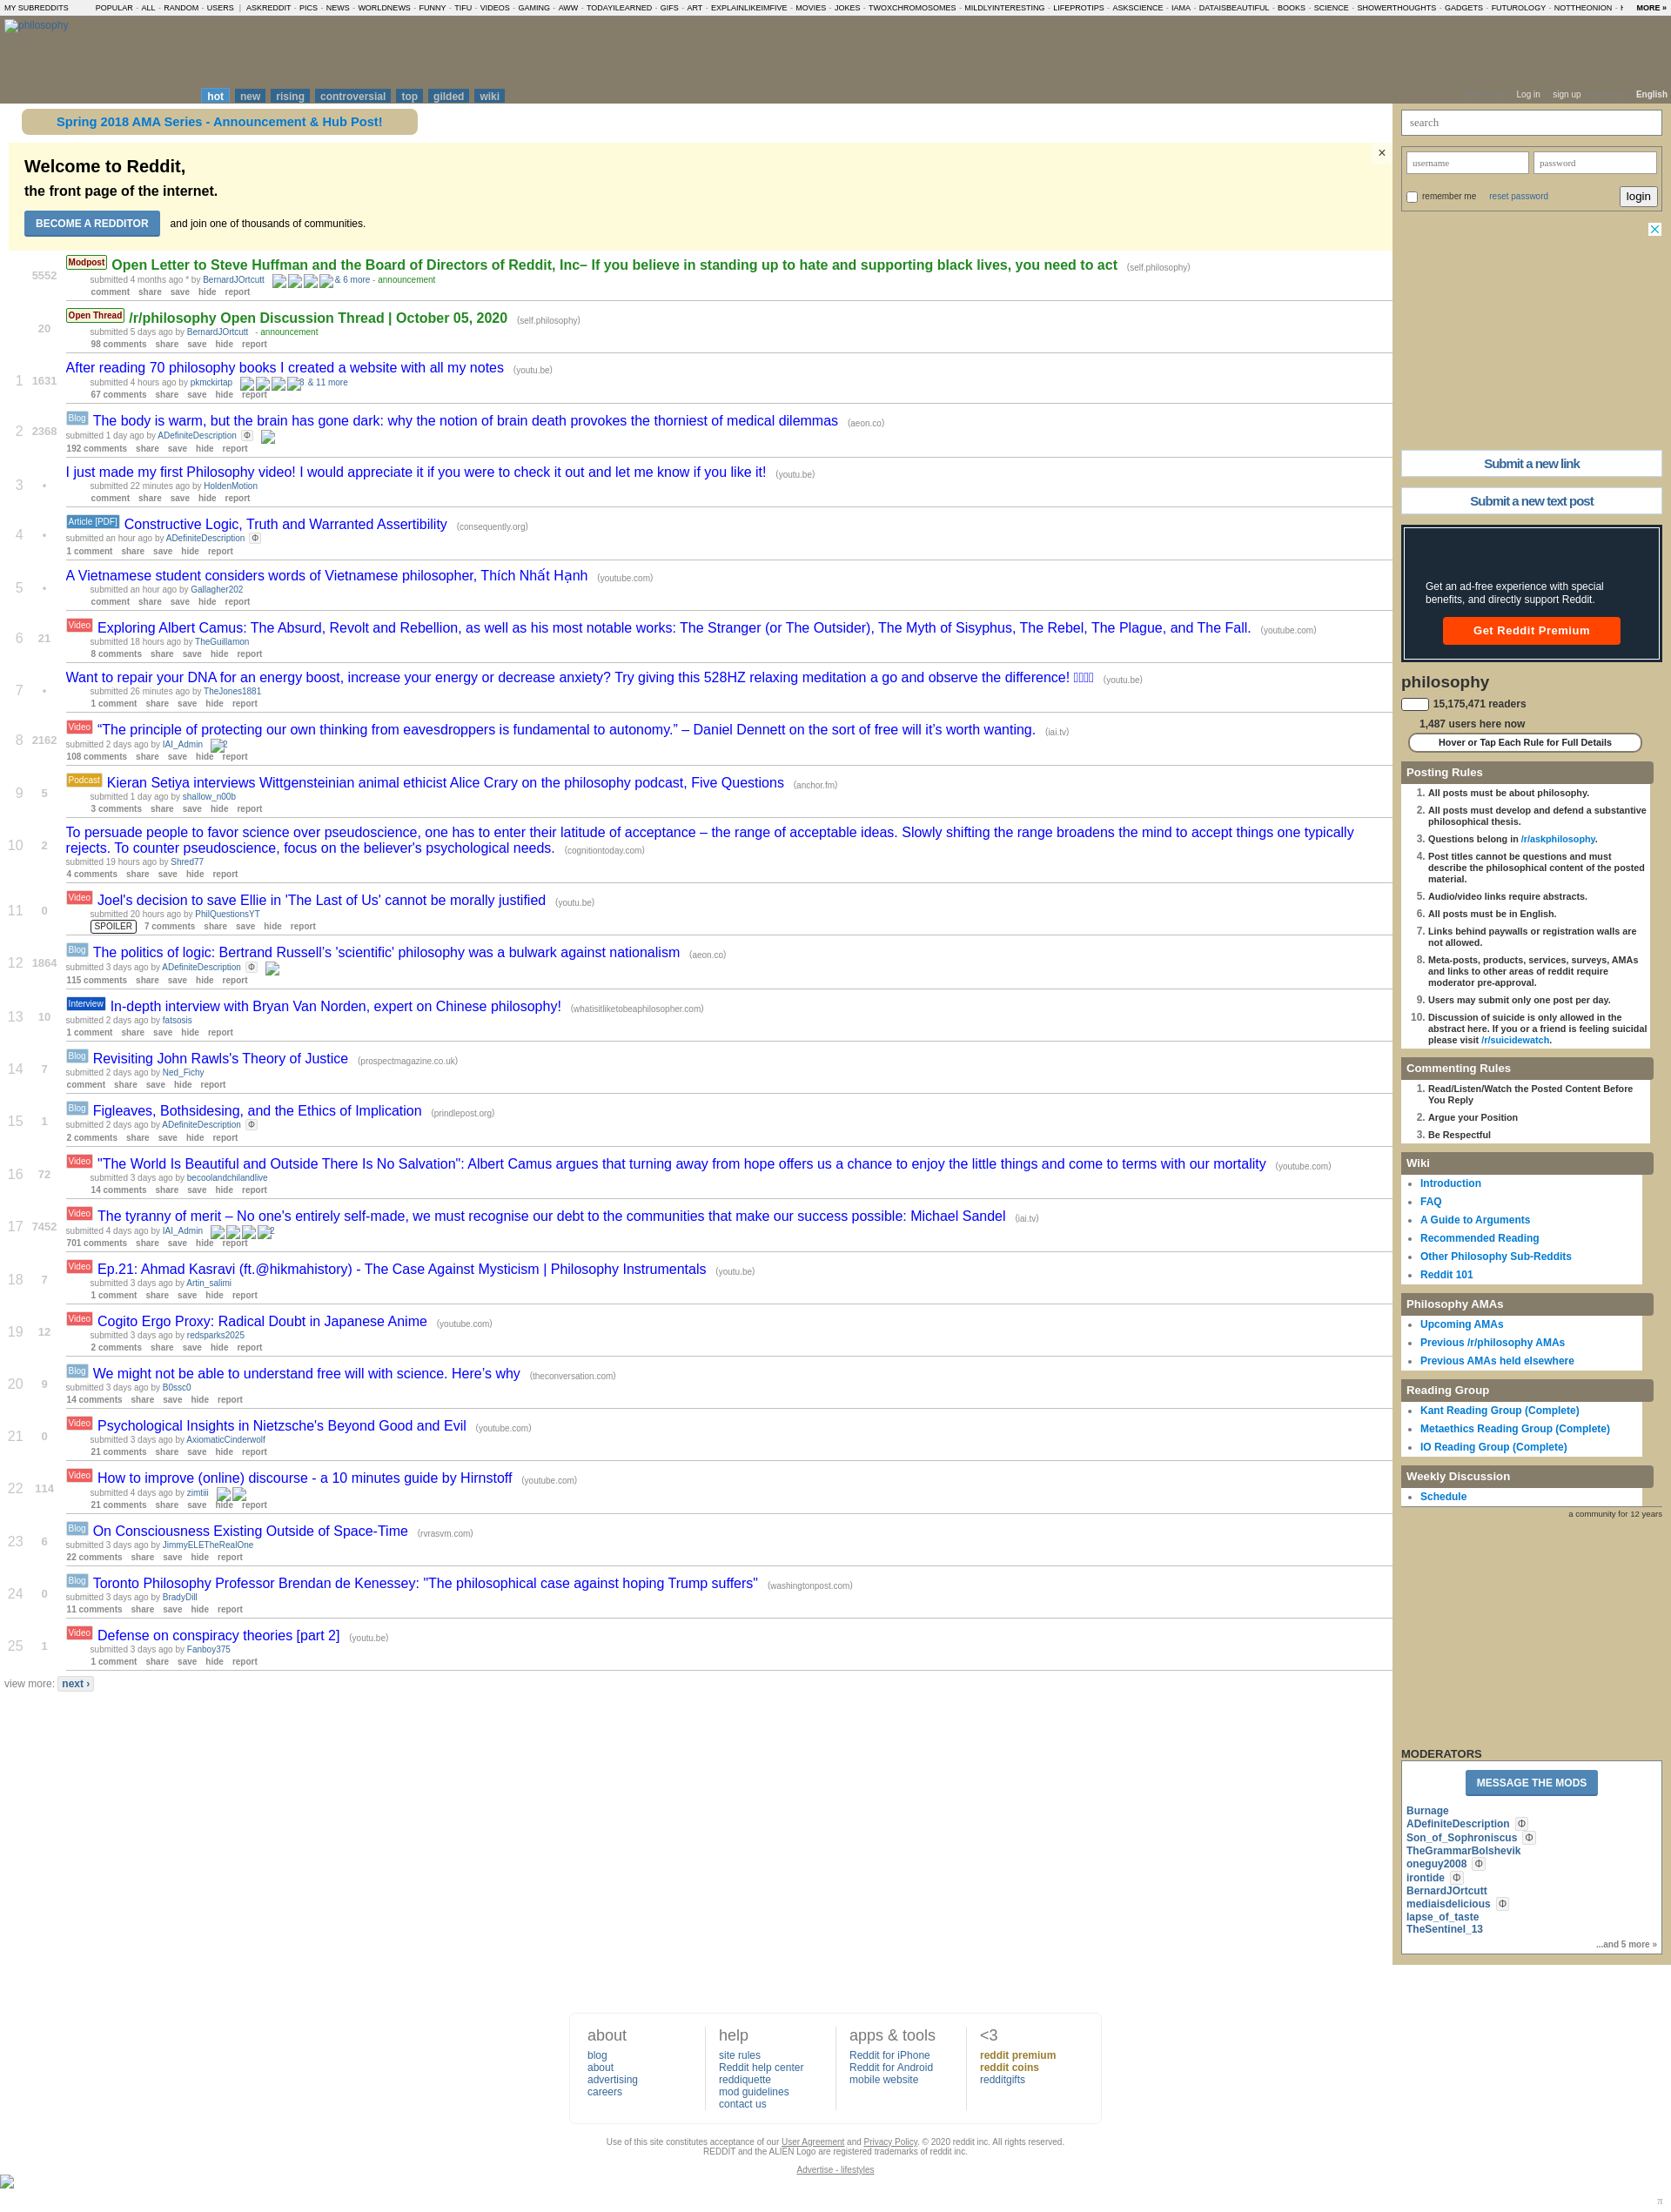 MY SUBREDDITS POPULAR - ALL - RANDOM - USERS | ASKREDDIT - PICS - NEWS - WORLDNEWS - FUNNY - TIFU - VIDEOS - GAMING - AWW - TODAYILEARNED - GIFS - ART - EXPLAINLIKEIMFIVE - MOVIES - JOKES - TWOXCHROMOSOMES - MILDLYINTERESTING - LIFEPROTIPS - ASKSCIENCE - IAMA - DATAISBEAUTIFUL - BOOKS - SCIENCE - SHOWERTHOUGHTS - GADGETS - FUTUROLOGY - NOTTHEONION - MORE »
philosophy
hot new rising controversial top gilded wiki
Log in sign up English
Spring 2018 AMA Series - Announcement & Hub Post!
Welcome to Reddit,
the front page of the internet.
BECOME A REDDITOR and join one of thousands of communities.
×
5552
Modpost Open Letter to Steve Huffman and the Board of Directors of Reddit, Inc– If you believe in standing up to hate and supporting black lives, you need to act (self.philosophy)
submitted 4 months ago * by BernardJOrtcutt & 6 more - announcement
comment share save hide report
20
Open Thread /r/philosophy Open Discussion Thread | October 05, 2020 (self.philosophy)
submitted 5 days ago by BernardJOrtcutt - announcement
98 comments share save hide report
1 1631
After reading 70 philosophy books I created a website with all my notes (youtu.be)
submitted 4 hours ago by pkmckirtap 3 & 11 more
67 comments share save hide report
2 2368
Blog The body is warm, but the brain has gone dark: why the notion of brain death provokes the thorniest of medical dilemmas (aeon.co)
submitted 1 day ago by ADefiniteDescription Φ
192 comments share save hide report
3 •
I just made my first Philosophy video! I would appreciate it if you were to check it out and let me know if you like it! (youtu.be)
submitted 22 minutes ago by HoldenMotion
comment share save hide report
4 •
Article [PDF] Constructive Logic, Truth and Warranted Assertibility (consequently.org)
submitted an hour ago by ADefiniteDescription Φ
1 comment share save hide report
5 •
A Vietnamese student considers words of Vietnamese philosopher, Thích Nhất Hạnh (youtube.com)
submitted an hour ago by Gallagher202
comment share save hide report
6 21
Video Exploring Albert Camus: The Absurd, Revolt and Rebellion, as well as his most notable works: The Stranger (or The Outsider), The Myth of Sisyphus, The Rebel, The Plague, and The Fall. (youtube.com)
submitted 18 hours ago by TheGuillamon
8 comments share save hide report
7 •
Want to repair your DNA for an energy boost, increase your energy or decrease anxiety? Try giving this 528HZ relaxing meditation a go and observe the difference! (youtu.be)
submitted 26 minutes ago by TheJones1881
1 comment share save hide report
8 2162
Video “The principle of protecting our own thinking from eavesdroppers is fundamental to autonomy.” – Daniel Dennett on the sort of free will it’s worth wanting. (iai.tv)
submitted 2 days ago by IAI_Admin 2
108 comments share save hide report
9 5
Podcast Kieran Setiya interviews Wittgensteinian animal ethicist Alice Crary on the philosophy podcast, Five Questions (anchor.fm)
submitted 1 day ago by shallow_n00b
3 comments share save hide report
10 2
To persuade people to favor science over pseudoscience, one has to enter their latitude of acceptance – the range of acceptable ideas. Slowly shifting the range broadens the mind to accept things one typically
rejects. To counter pseudoscience, focus on the believer's psychological needs. (cognitiontoday.com)
submitted 19 hours ago by Shred77
4 comments share save hide report
11 0
Video Joel's decision to save Ellie in 'The Last of Us' cannot be morally justified (youtu.be)
submitted 20 hours ago by PhilQuestionsYT
SPOILER 7 comments share save hide report
12 1864
Blog The politics of logic: Bertrand Russell’s 'scientific' philosophy was a bulwark against nationalism (aeon.co)
submitted 3 days ago by ADefiniteDescription Φ
115 comments share save hide report
13 10
Interview In-depth interview with Bryan Van Norden, expert on Chinese philosophy! (whatisitliketobeaphilosopher.com)
submitted 2 days ago by fatsosis
1 comment share save hide report
14 7
Blog Revisiting John Rawls's Theory of Justice (prospectmagazine.co.uk)
submitted 2 days ago by Ned_Fichy
comment share save hide report
15 1
Blog Figleaves, Bothsidesing, and the Ethics of Implication (prindlepost.org)
submitted 2 days ago by ADefiniteDescription Φ
2 comments share save hide report
16 72
Video "The World Is Beautiful and Outside There Is No Salvation": Albert Camus argues that turning away from hope offers us a chance to enjoy the little things and come to terms with our mortality (youtube.com)
submitted 3 days ago by becoolandchilandlive
14 comments share save hide report
17 7452
Video The tyranny of merit – No one's entirely self-made, we must recognise our debt to the communities that make our success possible: Michael Sandel (iai.tv)
submitted 4 days ago by IAI_Admin 2
701 comments share save hide report
18 7
Video Ep.21: Ahmad Kasravi (ft.@hikmahistory) - The Case Against Mysticism | Philosophy Instrumentals (youtu.be)
submitted 3 days ago by Artin_salimi
1 comment share save hide report
19 12
Video Cogito Ergo Proxy: Radical Doubt in Japanese Anime (youtube.com)
submitted 3 days ago by redsparks2025
2 comments share save hide report
20 9
Blog We might not be able to understand free will with science. Here’s why (theconversation.com)
submitted 3 days ago by B0ssc0
14 comments share save hide report
21 0
Video Psychological Insights in Nietzsche's Beyond Good and Evil (youtube.com)
submitted 3 days ago by AxiomaticCinderwolf
21 comments share save hide report
22 114
Video How to improve (online) discourse - a 10 minutes guide by Hirnstoff (youtube.com)
submitted 4 days ago by zimtiii
21 comments share save hide report
23 6
Blog On Consciousness Existing Outside of Space-Time (rvrasvm.com)
submitted 3 days ago by JimmyELETheRealOne
22 comments share save hide report
24 0
Blog Toronto Philosophy Professor Brendan de Kenessey: "The philosophical case against hoping Trump suffers" (washingtonpost.com)
submitted 3 days ago by BradyDill
11 comments share save hide report
25 1
Video Defense on conspiracy theories [part 2] (youtu.be)
submitted 3 days ago by Fanboy375
1 comment share save hide report
view more: next ›
search
username password
remember me reset password login
Submit a new link
Submit a new text post
Get an ad-free experience with special
benefits, and directly support Reddit.
Get Reddit Premium
philosophy
15,175,471 readers
1,487 users here now
Hover or Tap Each Rule for Full Details
Posting Rules
1. All posts must be about philosophy.
2. All posts must develop and defend a substantive
philosophical thesis.
3. Questions belong in /r/askphilosophy.
4. Post titles cannot be questions and must
describe the philosophical content of the posted
material.
5. Audio/video links require abstracts.
6. All posts must be in English.
7. Links behind paywalls or registration walls are
not allowed.
8. Meta-posts, products, services, surveys, AMAs
and links to other areas of reddit require
moderator pre-approval.
9. Users may submit only one post per day.
10. Discussion of suicide is only allowed in the
abstract here. If you or a friend is feeling suicidal
please visit /r/suicidewatch.
Commenting Rules
1. Read/Listen/Watch the Posted Content Before
You Reply
2. Argue your Position
3. Be Respectful
Wiki
Introduction
FAQ
A Guide to Arguments
Recommended Reading
Other Philosophy Sub-Reddits
Reddit 101
Philosophy AMAs
Upcoming AMAs
Previous /r/philosophy AMAs
Previous AMAs held elsewhere
Reading Group
Kant Reading Group (Complete)
Metaethics Reading Group (Complete)
IO Reading Group (Complete)
Weekly Discussion
Schedule
a community for 12 years
MODERATORS
MESSAGE THE MODS
Burnage
ADefiniteDescription Φ
Son_of_Sophroniscus Φ
TheGrammarBolshevik
oneguy2008 Φ
irontide Φ
BernardJOrtcutt
mediaisdelicious Φ
lapse_of_taste
TheSentinel_13
...and 5 more »
about
blog
about
advertising
careers
help
site rules
Reddit help center
reddiquette
mod guidelines
contact us
apps & tools
Reddit for iPhone
Reddit for Android
mobile website
<3
reddit premium
reddit coins
redditgifts
Use of this site constitutes acceptance of our User Agreement and Privacy Policy. © 2020 reddit inc. All rights reserved.
REDDIT and the ALIEN Logo are registered trademarks of reddit inc.
Advertise - lifestyles
π